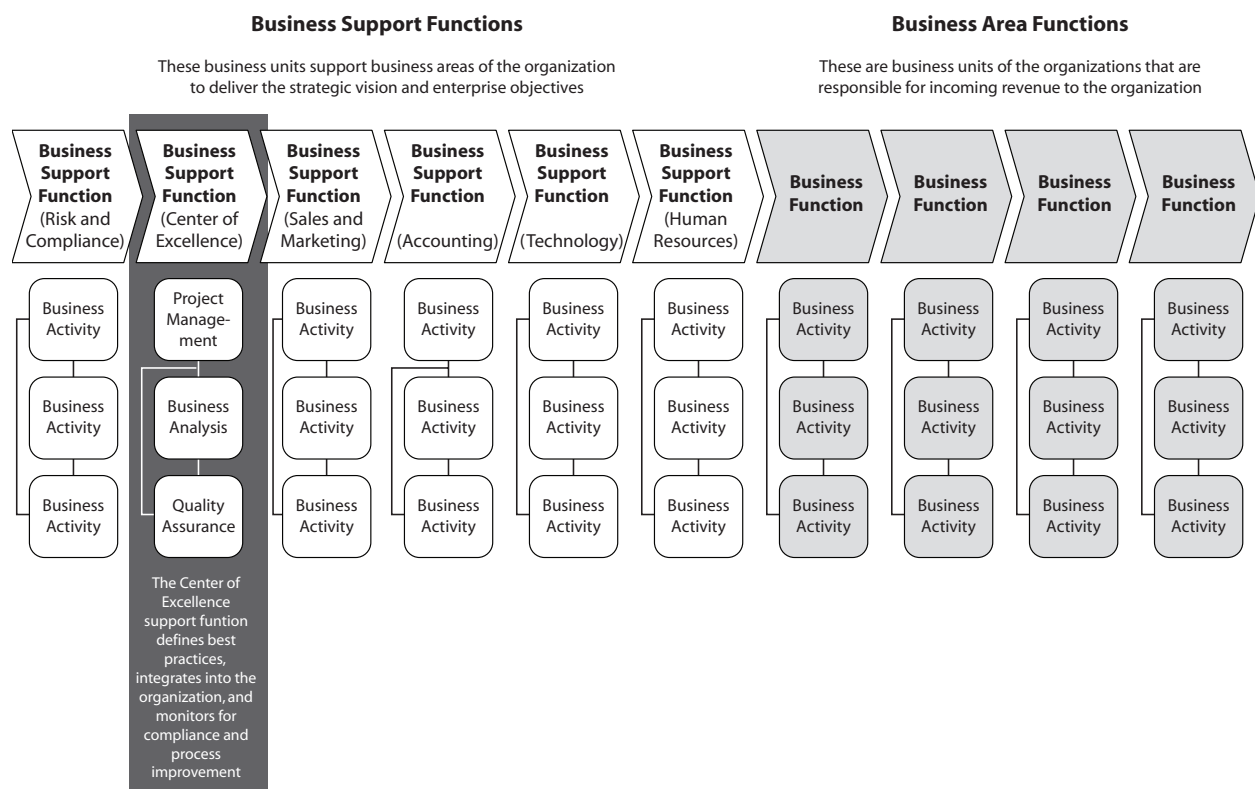 Business Support Functions
These business units support business areas of the organization
to deliver the strategic vision and enterprise objectives
Business Area Functions
These are business units of the organizations that are
responsible for incoming revenue to the organization
Business
Support
Function
(Risk and
Compliance)
Business
Support
Function
(Center of
Excellence)
Business
Support
Function
(Sales and
Marketing)
Business
Support
Function
(Accounting)
Business
Support
Function
(Technology)
Business
Support
Function
(Human
Resources)
Business
Function
Business
Function
Business
Function
Business
Function
Business
Activity
Project
Manage-
ment
Business
Activity
Business
Activity
Business
Activity
Business
Activity
Business
Activity
Business
Activity
Business
Activity
Business
Activity
Business
Activity
Business
Analysis
Business
Activity
Business
Activity
Business
Activity
Business
Activity
Business
Activity
Business
Activity
Business
Activity
Business
Activity
Business
Activity
Quality
Assurance
Business
Activity
Business
Activity
Business
Activity
Business
Activity
Business
Activity
Business
Activity
Business
Activity
Business
Activity
The Center of
Excellence
support funtion
defines best
practices,
integrates into the
organization, and
monitors for
compliance and
process
improvement